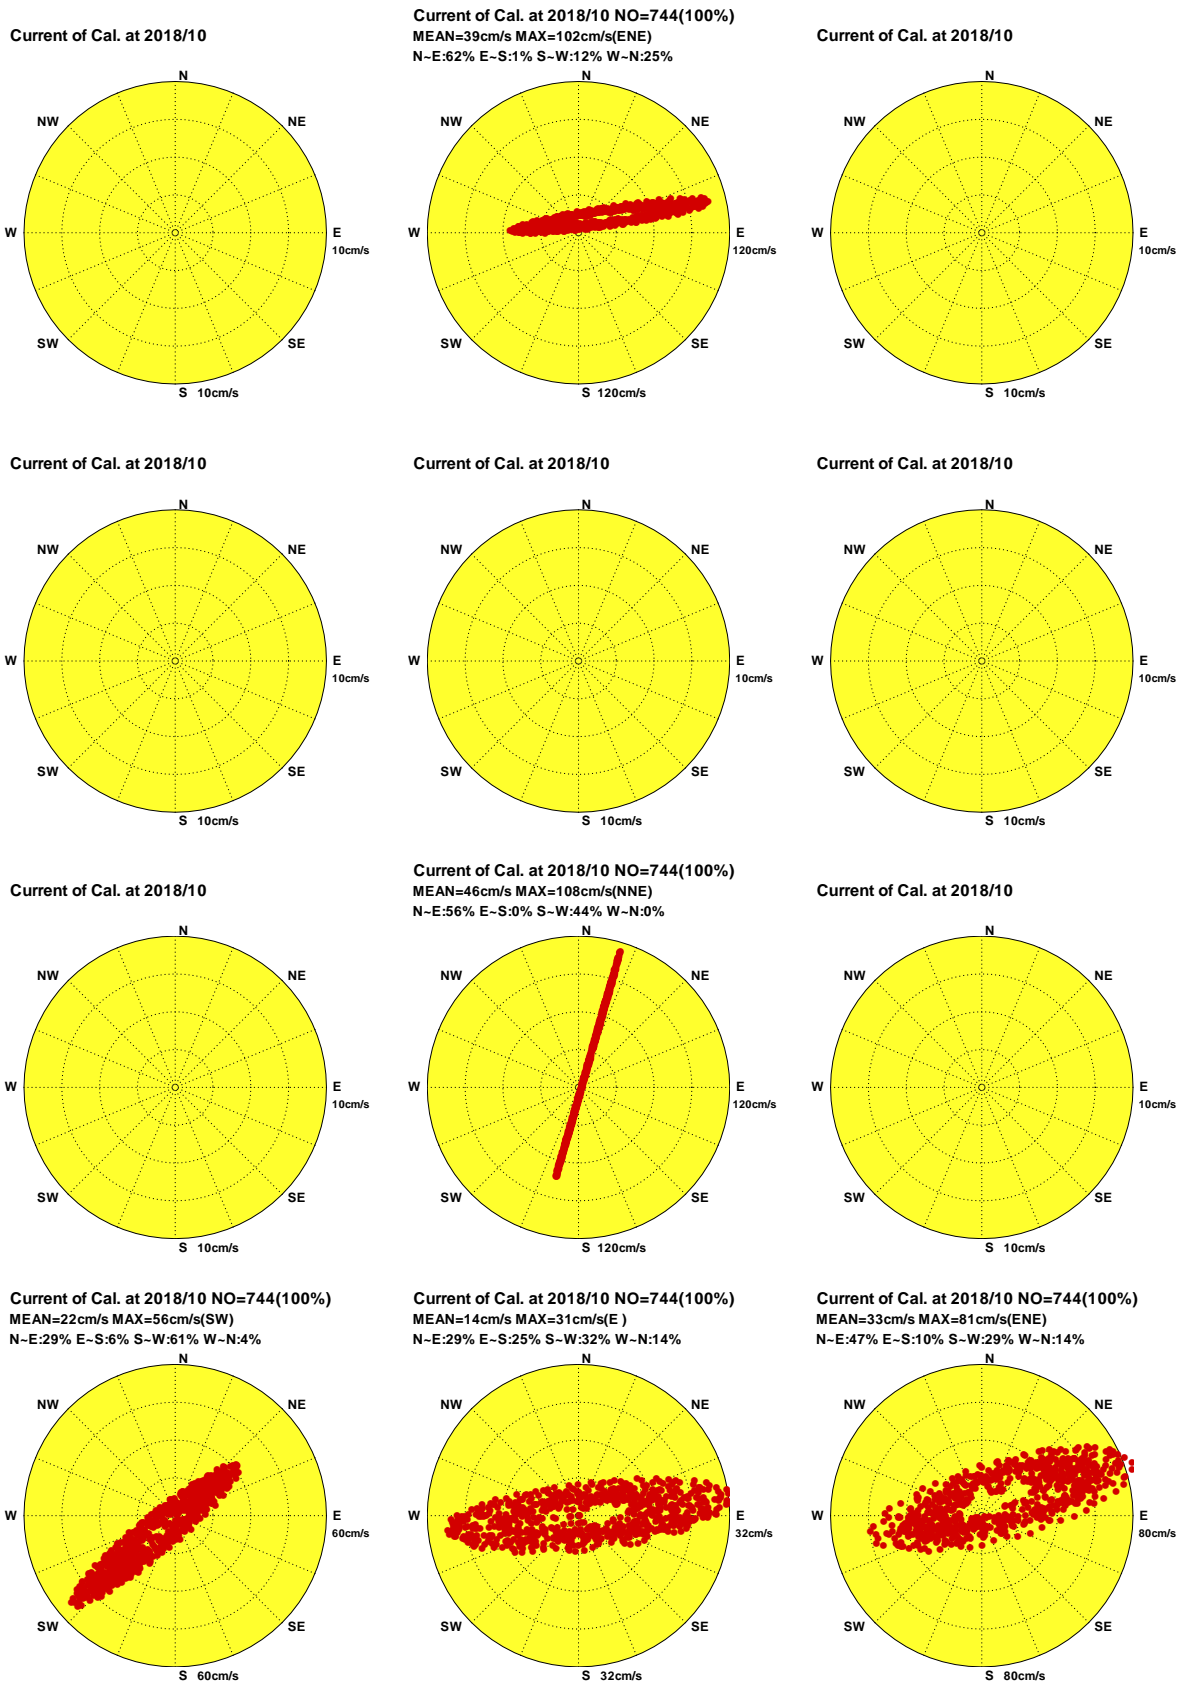 Current of Cal. at 2018/10
N
NW
NE
W
E
10cm/s
SW
SE
S 10cm/s
Current of Cal. at 2018/10 NO=744(100%)
MEAN=39cm/s MAX=102cm/s(ENE)
N~E:62% E~S:1% S~W:12% W~N:25%
N
NW
NE
W
E
120cm/s
SW
SE
S 120cm/s
Current of Cal. at 2018/10
N
NW
NE
W
E
10cm/s
SW
SE
S 10cm/s
Current of Cal. at 2018/10
N
NW
NE
W
E
10cm/s
SW
SE
S 10cm/s
Current of Cal. at 2018/10
N
NW
NE
W
E
10cm/s
SW
SE
S 10cm/s
Current of Cal. at 2018/10
N
NW
NE
W
E
10cm/s
SW
SE
S 10cm/s
Current of Cal. at 2018/10
N
NW
NE
W
E
10cm/s
SW
SE
S 10cm/s
Current of Cal. at 2018/10 NO=744(100%)
MEAN=46cm/s MAX=108cm/s(NNE)
N~E:56% E~S:0% S~W:44% W~N:0%
N
NW
NE
W
E
120cm/s
SW
SE
S 120cm/s
Current of Cal. at 2018/10
N
NW
NE
W
E
10cm/s
SW
SE
S 10cm/s
Current of Cal. at 2018/10 NO=744(100%)
MEAN=22cm/s MAX=56cm/s(SW)
N~E:29% E~S:6% S~W:61% W~N:4%
N
NW
NE
W
E
60cm/s
SW
SE
S 60cm/s
Current of Cal. at 2018/10 NO=744(100%)
MEAN=14cm/s MAX=31cm/s(E )
N~E:29% E~S:25% S~W:32% W~N:14%
N
NW
NE
W
E
32cm/s
SW
SE
S 32cm/s
Current of Cal. at 2018/10 NO=744(100%)
MEAN=33cm/s MAX=81cm/s(ENE)
N~E:47% E~S:10% S~W:29% W~N:14%
N
NW
NE
W
E
80cm/s
SW
SE
S 80cm/s